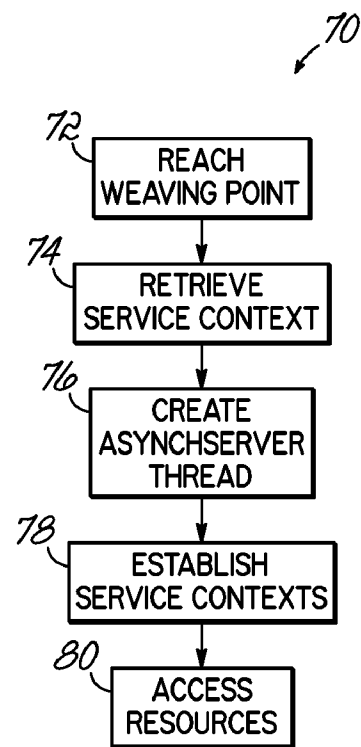 70
72
REACH
WEAVING POINT
74
RETRIEVE
SERVICE CONTEXT
76
CREATE
ASYNCHSERVER
THREAD
78
ESTABLISH
SERVICE CONTEXTS
80
ACCESS
RESOURCES